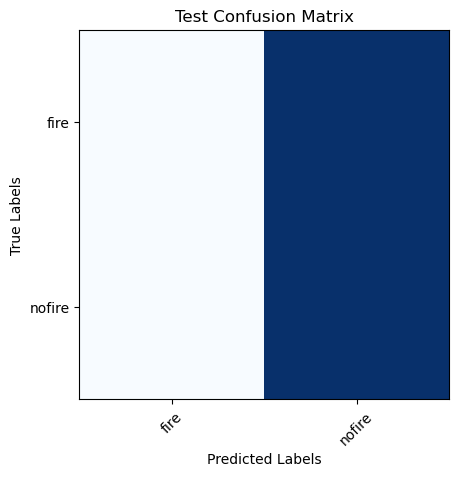 Test Confusion Matrix
True Labels
fire
nofire
fire
nofire
Predicted Labels